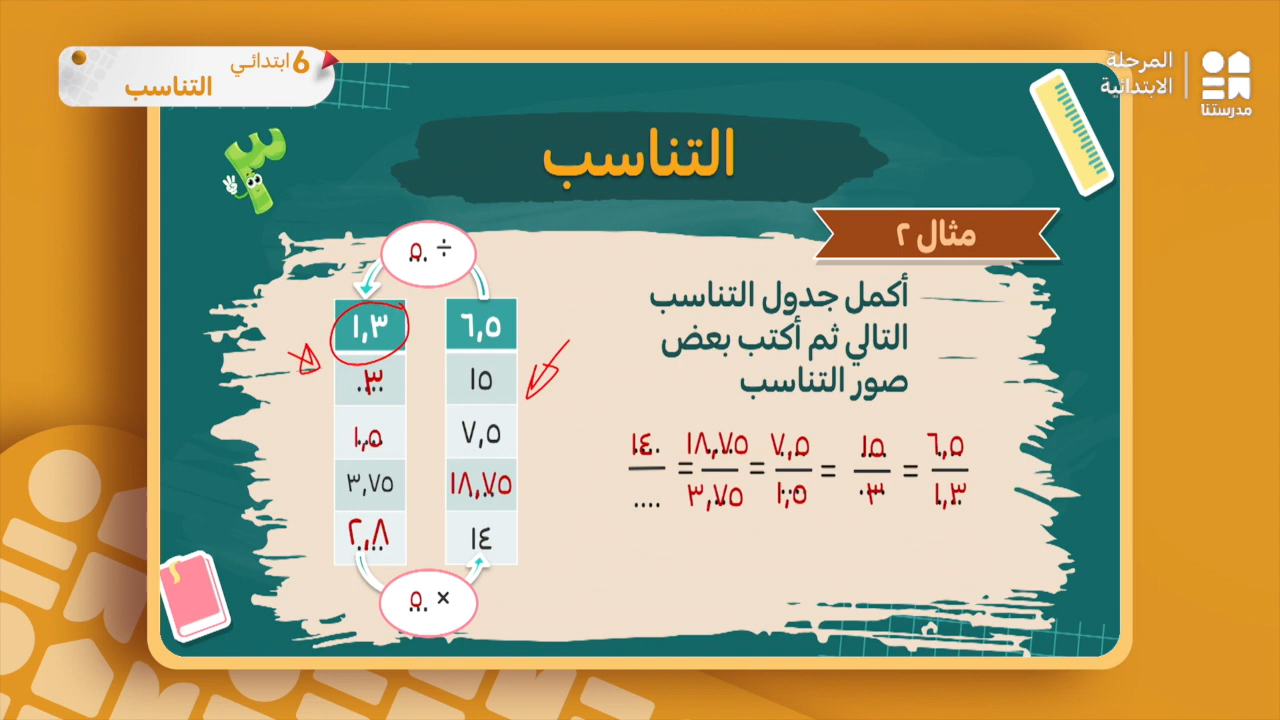 6 ابتدائي
التناسب
المرحلة
الابتدائية
مدرستنا
التناسب
مثال ٢
أكمل جدول التناسب
التالي ثم أكتب بعض
صور التناسب
÷ ٥
٦,٥ ١,٣
١٥ ٣
٧,٥ ١,٥
١٨,٧٥ ٣,٧٥
١٤ ٢,٨
× ٥
٦,٥ = ١٥ = ٧,٥ = ١٨,٧٥ = ١٤
١,٣ ٣ ١,٥ ٣,٧٥ ....